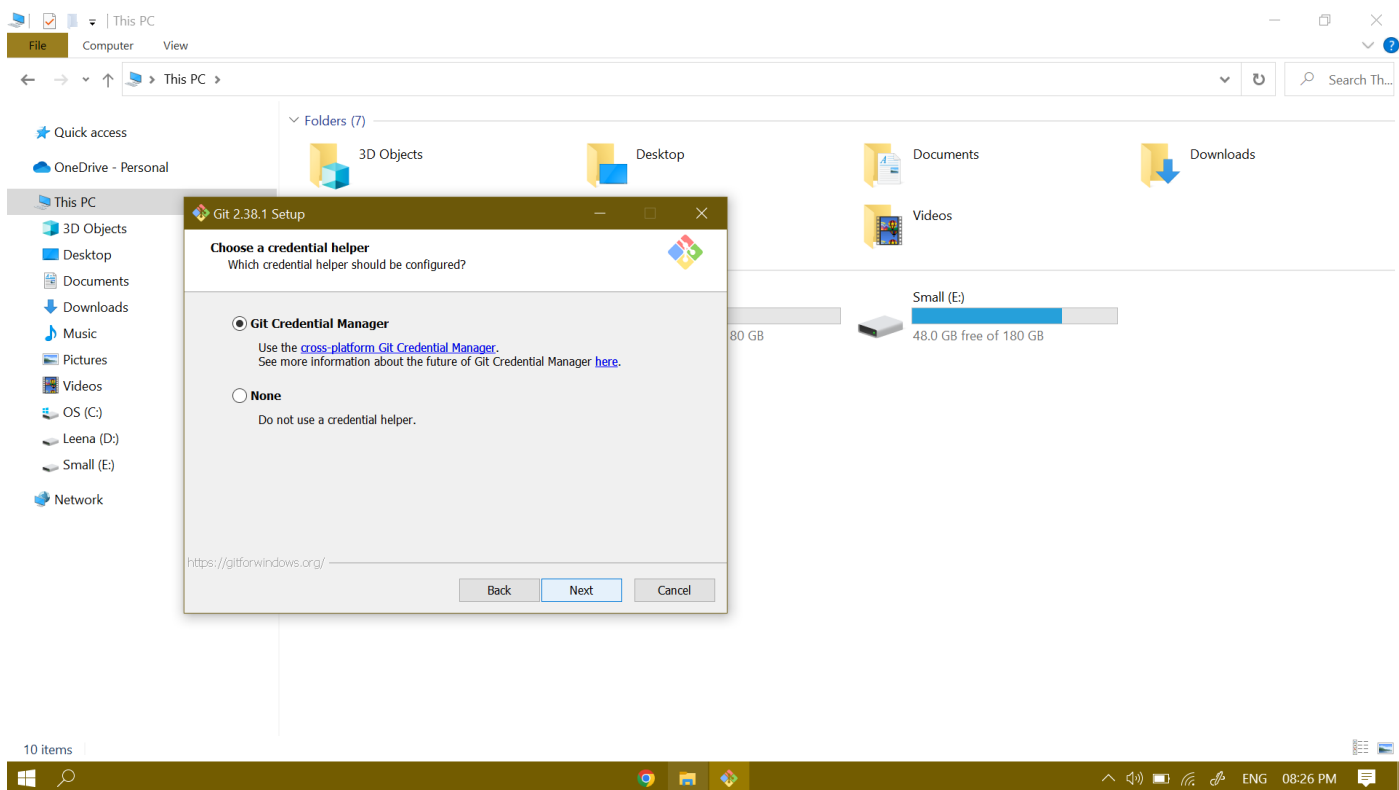 This PC
File Computer View
This PC
Search Th...
Quick access
OneDrive - Personal
This PC
3D Objects
Desktop
Documents
Downloads
Music
Pictures
Videos
OS (C:)
Leena (D:)
Small (E:)
Network
Folders (7)
3D Objects
Desktop
Documents
Downloads
Videos
80 GB
Small (E:)
48.0 GB free of 180 GB
Git 2.38.1 Setup
Choose a credential helper
Which credential helper should be configured?
Git Credential Manager
Use the cross-platform Git Credential Manager.
See more information about the future of Git Credential Manager here.
None
Do not use a credential helper.
https://gitforwindows.org/
Back Next Cancel
10 items
ENG 08:26 PM